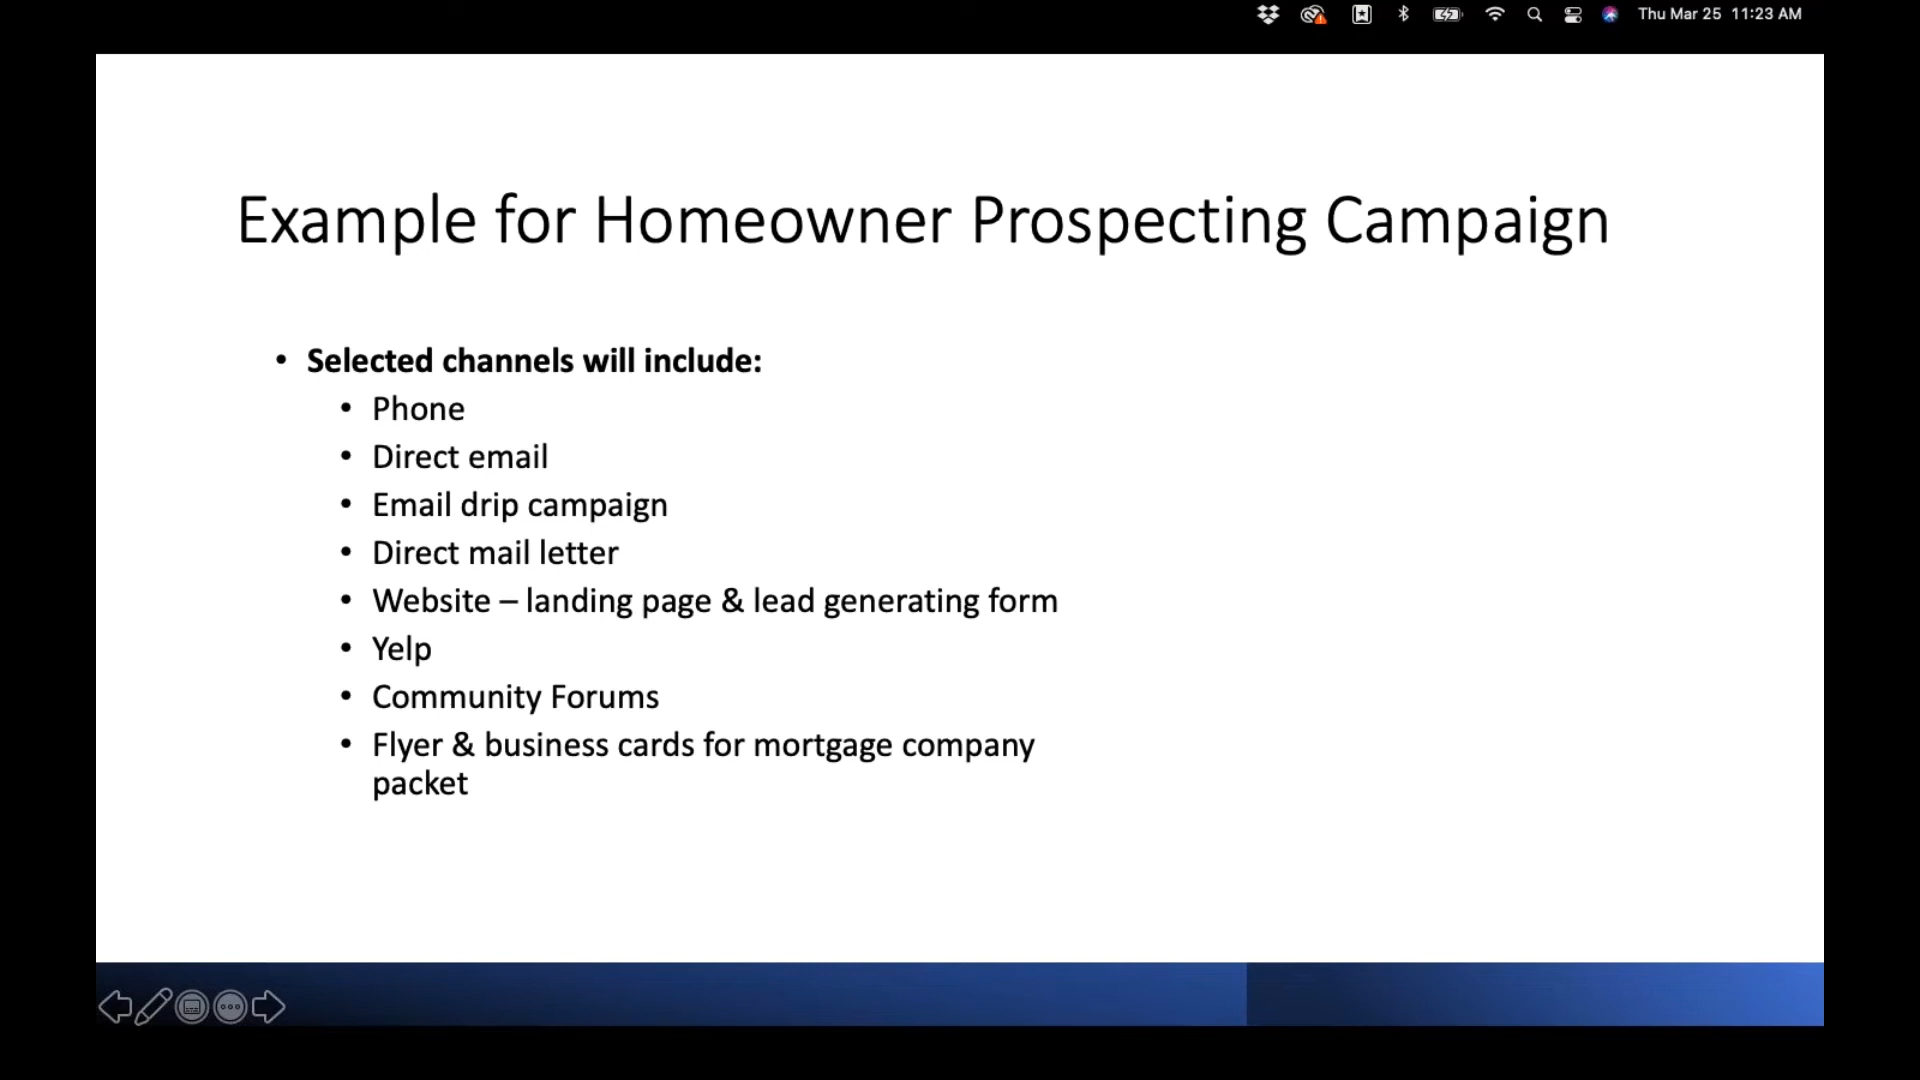 Thu Mar 25 11:23 AM
Example for Homeowner Prospecting Campaign
• Selected channels will include:
• Phone
• Direct email
• Email drip campaign
• Direct mail letter
• Website – landing page & lead generating form
• Yelp
• Community Forums
• Flyer & business cards for mortgage company
packet